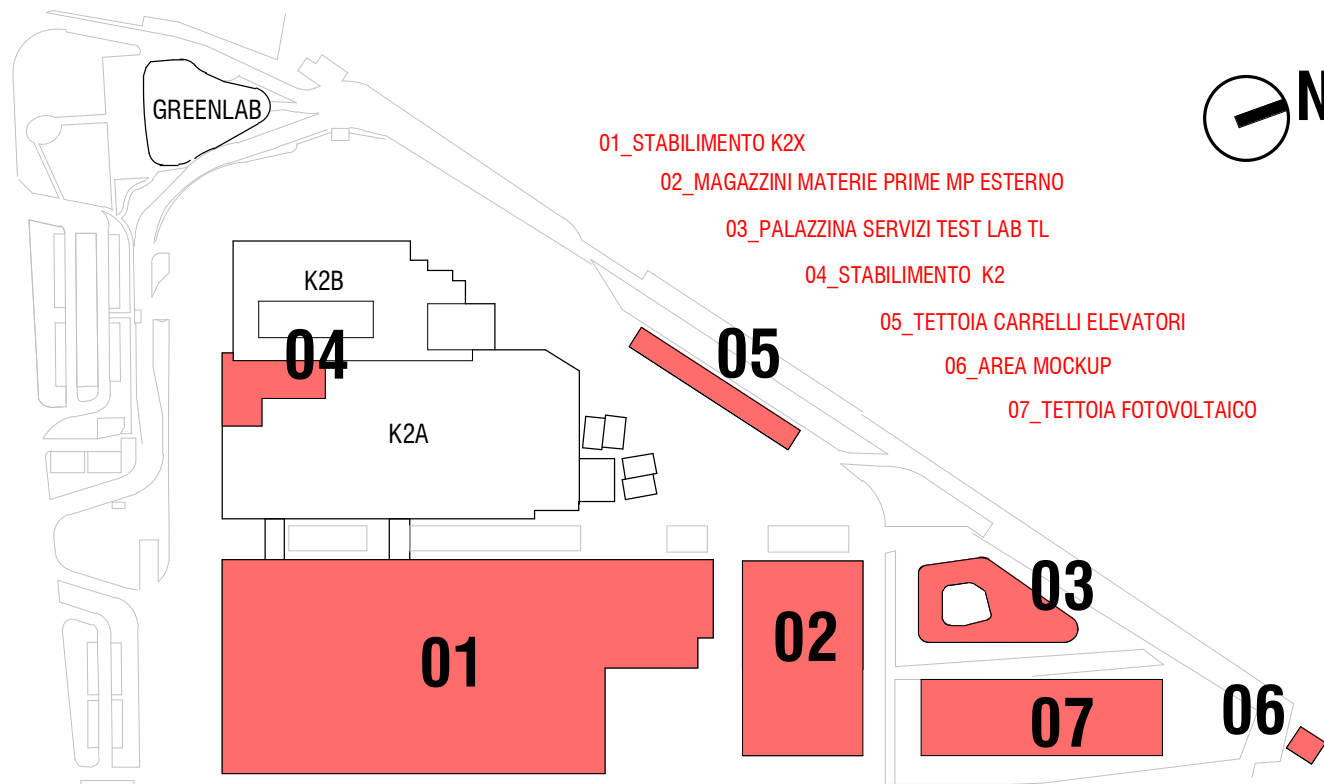 N
GREENLAB
01_STABILIMENTO K2X
02_MAGAZZINI MATERIE PRIME MP ESTERNO
03_PALAZZINA SERVIZI TEST LAB TL
04_STABILIMENTO K2
05_TETTOIA CARRELLI ELEVATORI
06_AREA MOCKUP
07_TETTOIA FOTOVOLTAICO
K2B
04
05
K2A
03
01
02
07
06